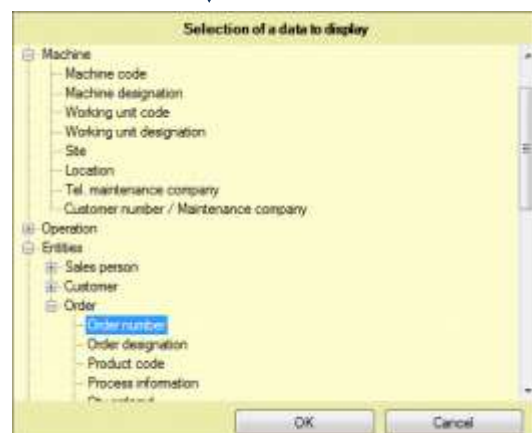 Selection of a data to display
Machine
Machine code
Machine designation
Working unit code
Working unit designation
Site
Location
Tel. maintenance company
Customer number / Maintenance company
Operation
Entities
Sales person
Customer
Order
Order number
Order designation
Product code
Process information
OK Cancel